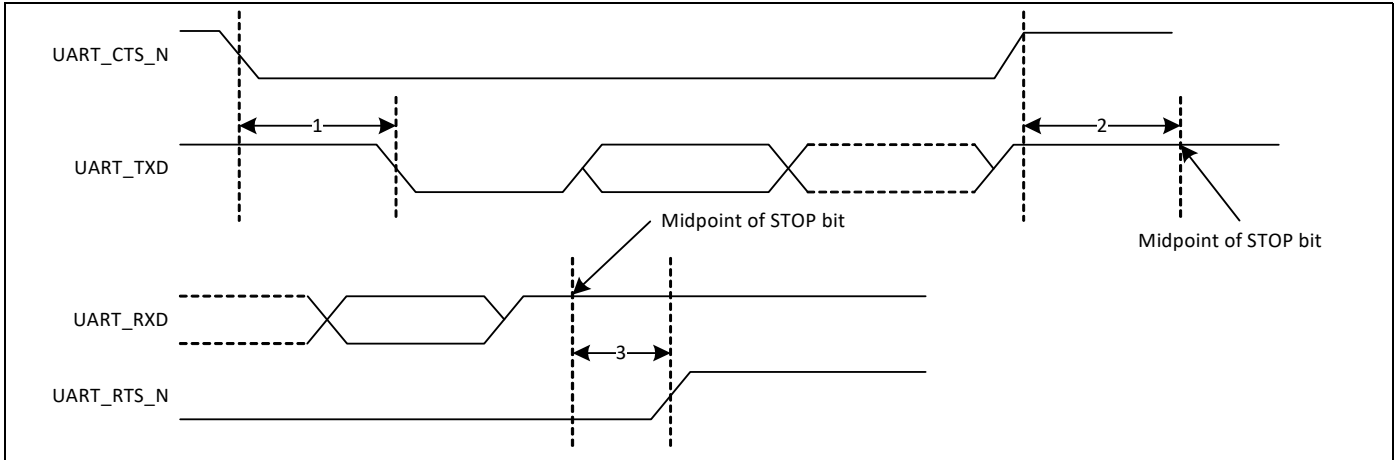 UART_CTS_N
1
2
UART_TXD
Midpoint of STOP bit
Midpoint of STOP bit
UART_RXD
3
UART_RTS_N